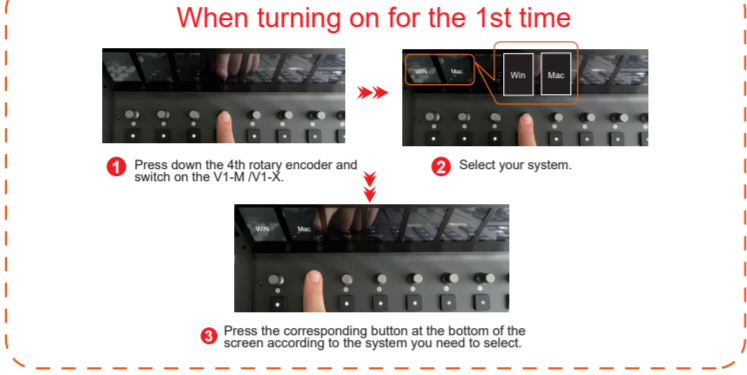 When turning on for the 1st time
WIN Mac
Win Mac
1 Press down the 4th rotary encoder and
switch on the V1-M /V1-X.
2 Select your system.
WIN Mac
3 Press the corresponding button at the bottom of the
screen according to the system you need to select.